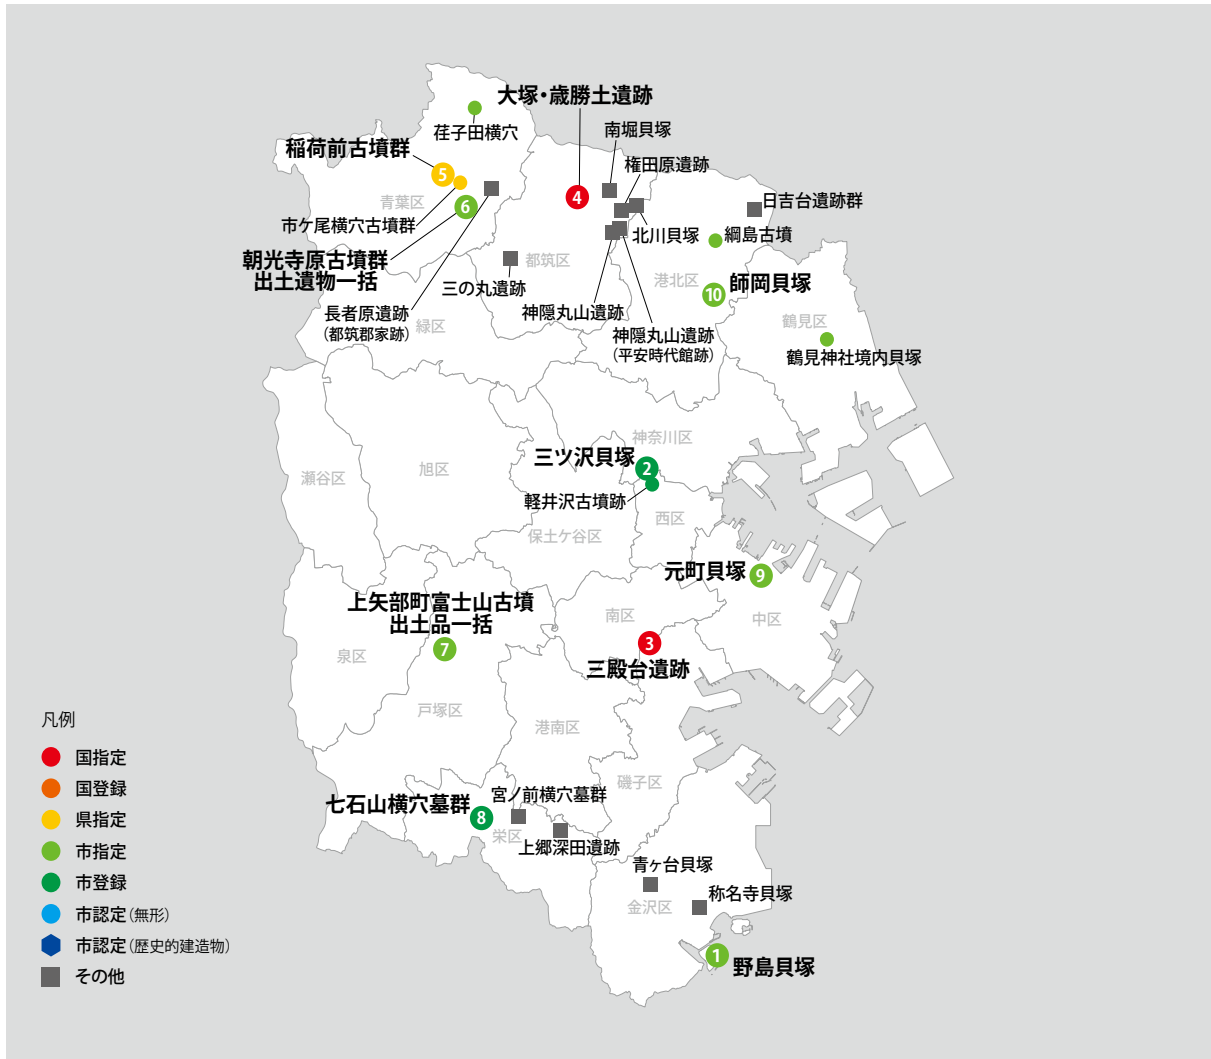 大塚・歳勝土遺跡
荏子田横穴
南堀貝塚
稲荷前古墳群
権田原遺跡
5
4
青葉区
6
日吉台遺跡群
市ケ尾横穴古墳群
北川貝塚
綱島古墳
朝光寺原古墳群
出土遺物一括
都筑区
港北区
師岡貝塚
10
三の丸遺跡
長者原遺跡
(都筑郡家跡)
緑区
神隠丸山遺跡
神隠丸山遺跡
(平安時代館跡)
鶴見区
鶴見神社境内貝塚
神奈川区
三ツ沢貝塚
2
瀬谷区
旭区
軽井沢古墳跡
西区
保土ケ谷区
元町貝塚
9
上矢部町富士山古墳
出土品一括
7
南区
中区
3
三殿台遺跡
泉区
戸塚区
港南区
磯子区
七石山横穴墓群
8
宮ノ前横穴墓群
栄区
上郷深田遺跡
青ヶ台貝塚
称名寺貝塚
金沢区
1
野島貝塚
凡例
国指定
国登録
県指定
市指定
市登録
市認定(無形)
市認定(歴史的建造物)
その他